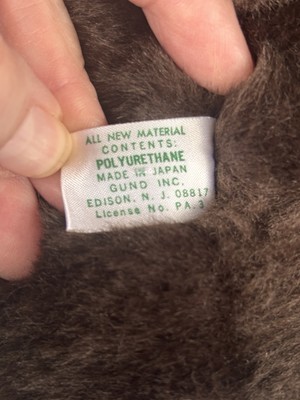 ALL NEW MATERIAL
CONTENTS:
POLYURETHANE
MADE IN JAPAN
GUND INC.
EDISON. N. J. 08817
License No. PA. 3